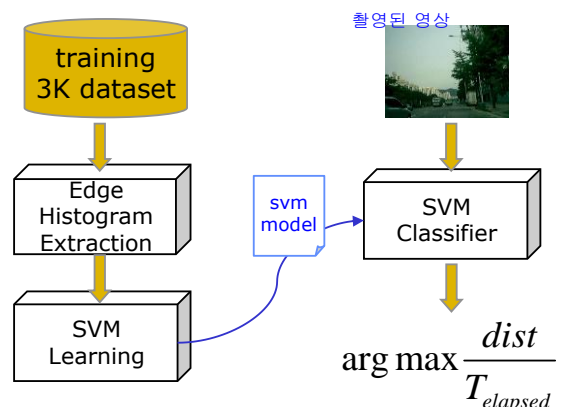 training
3K dataset
Edge
Histogram
Extraction
SVM
Learning
svm
model
촬영된 영상
SVM
Classifier
arg max dist / T_elapsed